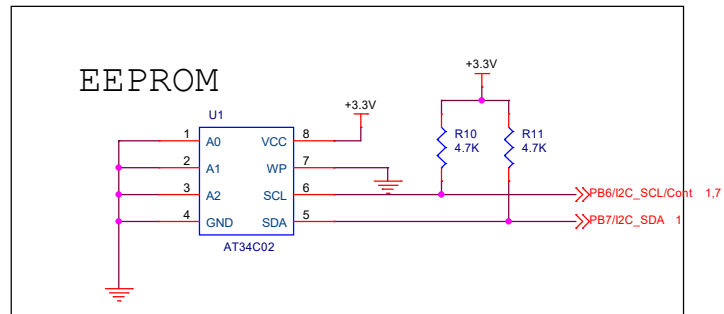 EEPROM
+3.3V
+3.3V
U1
R10
4.7K
R11
4.7K
1 A0 VCC 8
2 A1 WP 7
3 A2 SCL 6
4 GND SDA 5
AT34C02
PB6/I2C_SCL/Cont 1,7
PB7/I2C_SDA 1